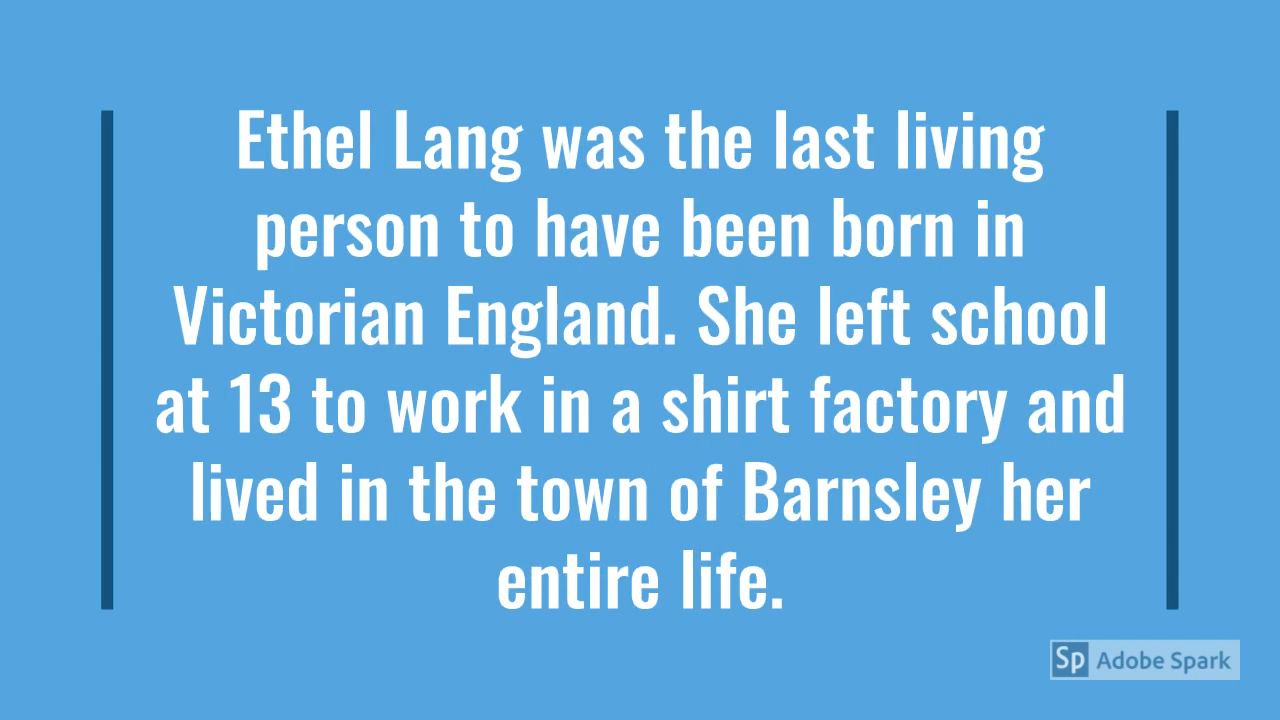 Ethel Lang was the last living
person to have been born in
Victorian England. She left school
at 13 to work in a shirt factory and
lived in the town of Barnsley her
entire life.
Sp Adobe Spark